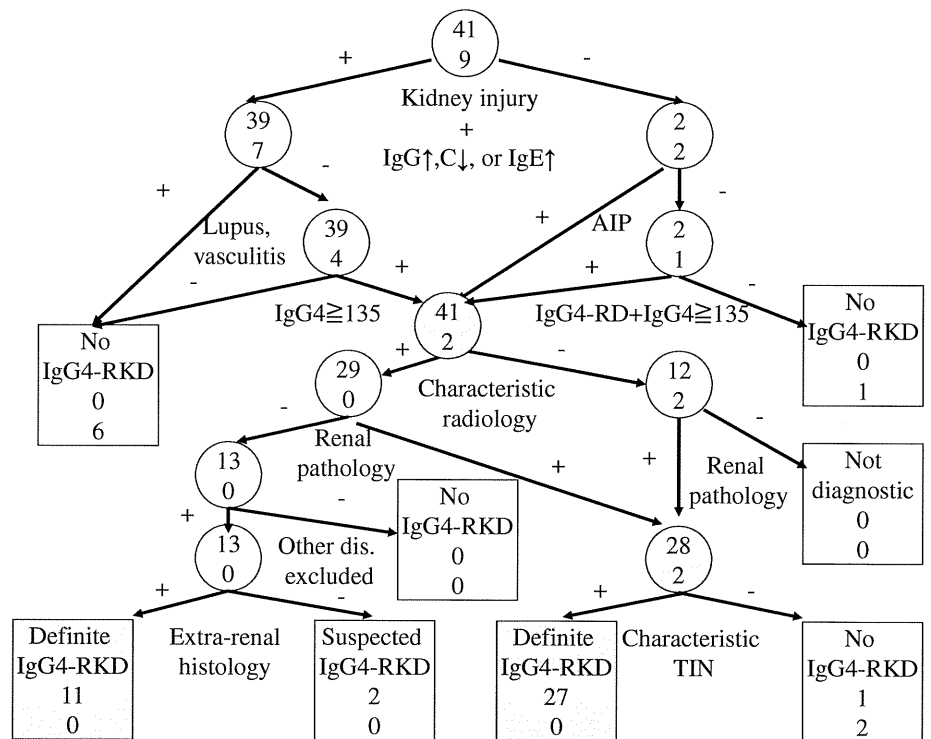 41
9
+
-
Kidney injury
+
IgG↑,C↓, or IgE↑
39
7
2
2
+
-
+
AIP
-
Lupus,
vasculitis
39
4
2
1
-
+
+
-
IgG4≧135
41
2
IgG4-RD+IgG4≧135
No
IgG4-RKD
0
6
No
IgG4-RKD
0
1
+
-
29
0
Characteristic
radiology
12
2
-
Renal
pathology
+
+
Renal
pathology
-
13
0
No
IgG4-RKD
0
0
Not
diagnostic
0
0
+
-
Other dis.
excluded
13
0
28
2
+
-
+
-
Definite
IgG4-RKD
11
0
Extra-renal
histology
Suspected
IgG4-RKD
2
0
Definite
IgG4-RKD
27
0
Characteristic
TIN
No
IgG4-RKD
1
2